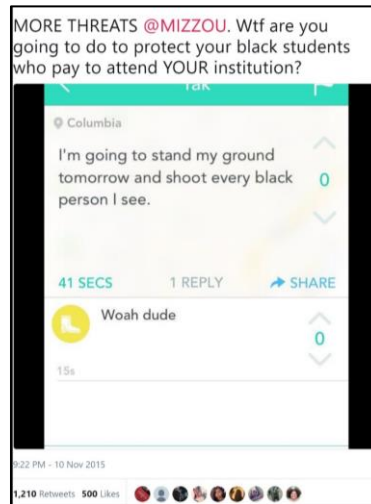 MORE THREATS @MIZZOU. Wtf are you
going to do to protect your black students
who pay to attend YOUR institution?
Yak
Columbia
I'm going to stand my ground
tomorrow and shoot every black
person I see.
0
41 SECS 1 REPLY SHARE
Woah dude
0
15s
9:22 PM - 10 Nov 2015
1,210 Retweets 500 Likes